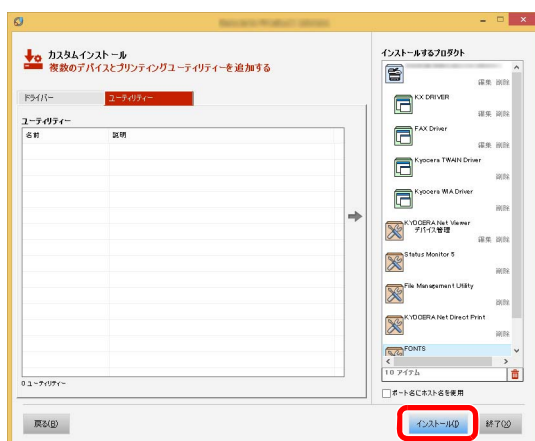 カスタムインストール
複数のデバイスとプリンティングユーティリティーを追加する
ドライバー
ユーティリティー
ユーティリティー
名前
説明
0 ユーティリティー
インストールするプロダクト
編集 削除
KX DRIVER
編集 削除
FAX Driver
編集 削除
Kyocera TWAIN Driver
削除
Kyocera WIA Driver
削除
KYOCERA Net Viewer
デバイス管理
編集 削除
Status Monitor 5
削除
File Management Utility
削除
KYOCERA Net Direct Print
削除
FONTS
10 アイテム
ポート名にホスト名を使用
戻る(B)
インストール(I)
終了(X)